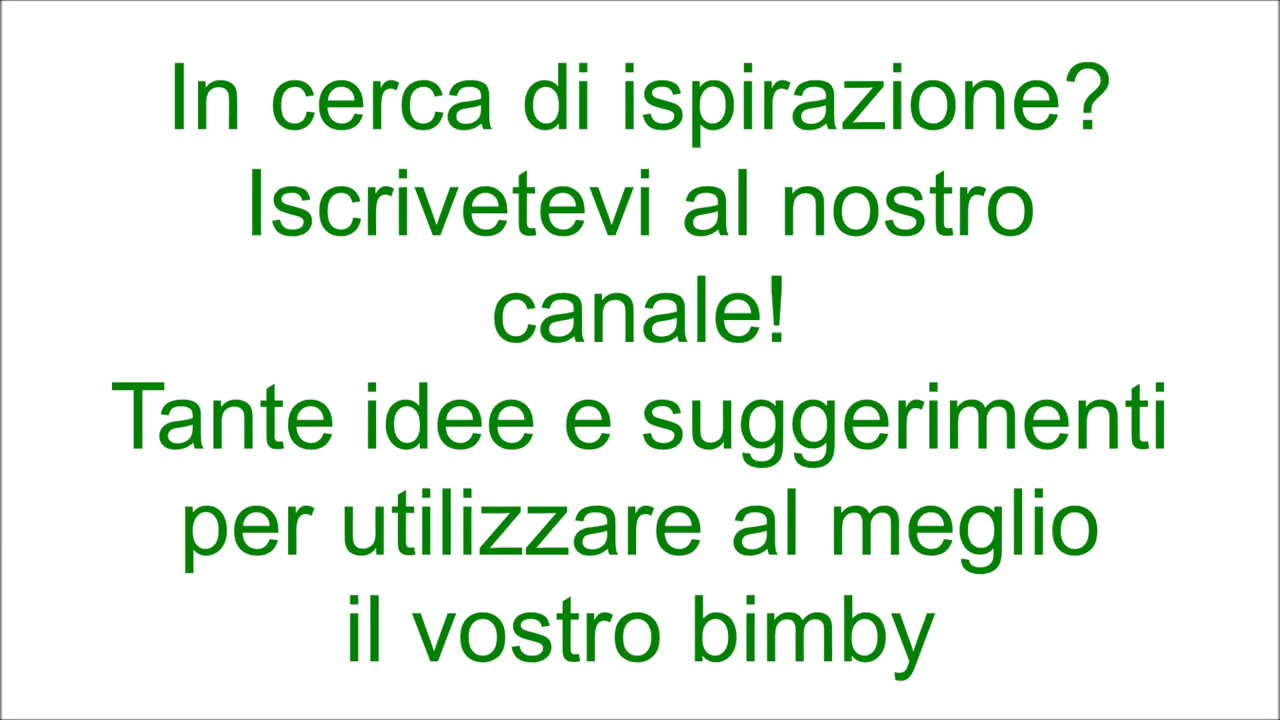 In cerca di ispirazione?
Iscrivetevi al nostro
canale!
Tante idee e suggerimenti
per utilizzare al meglio
il vostro bimby